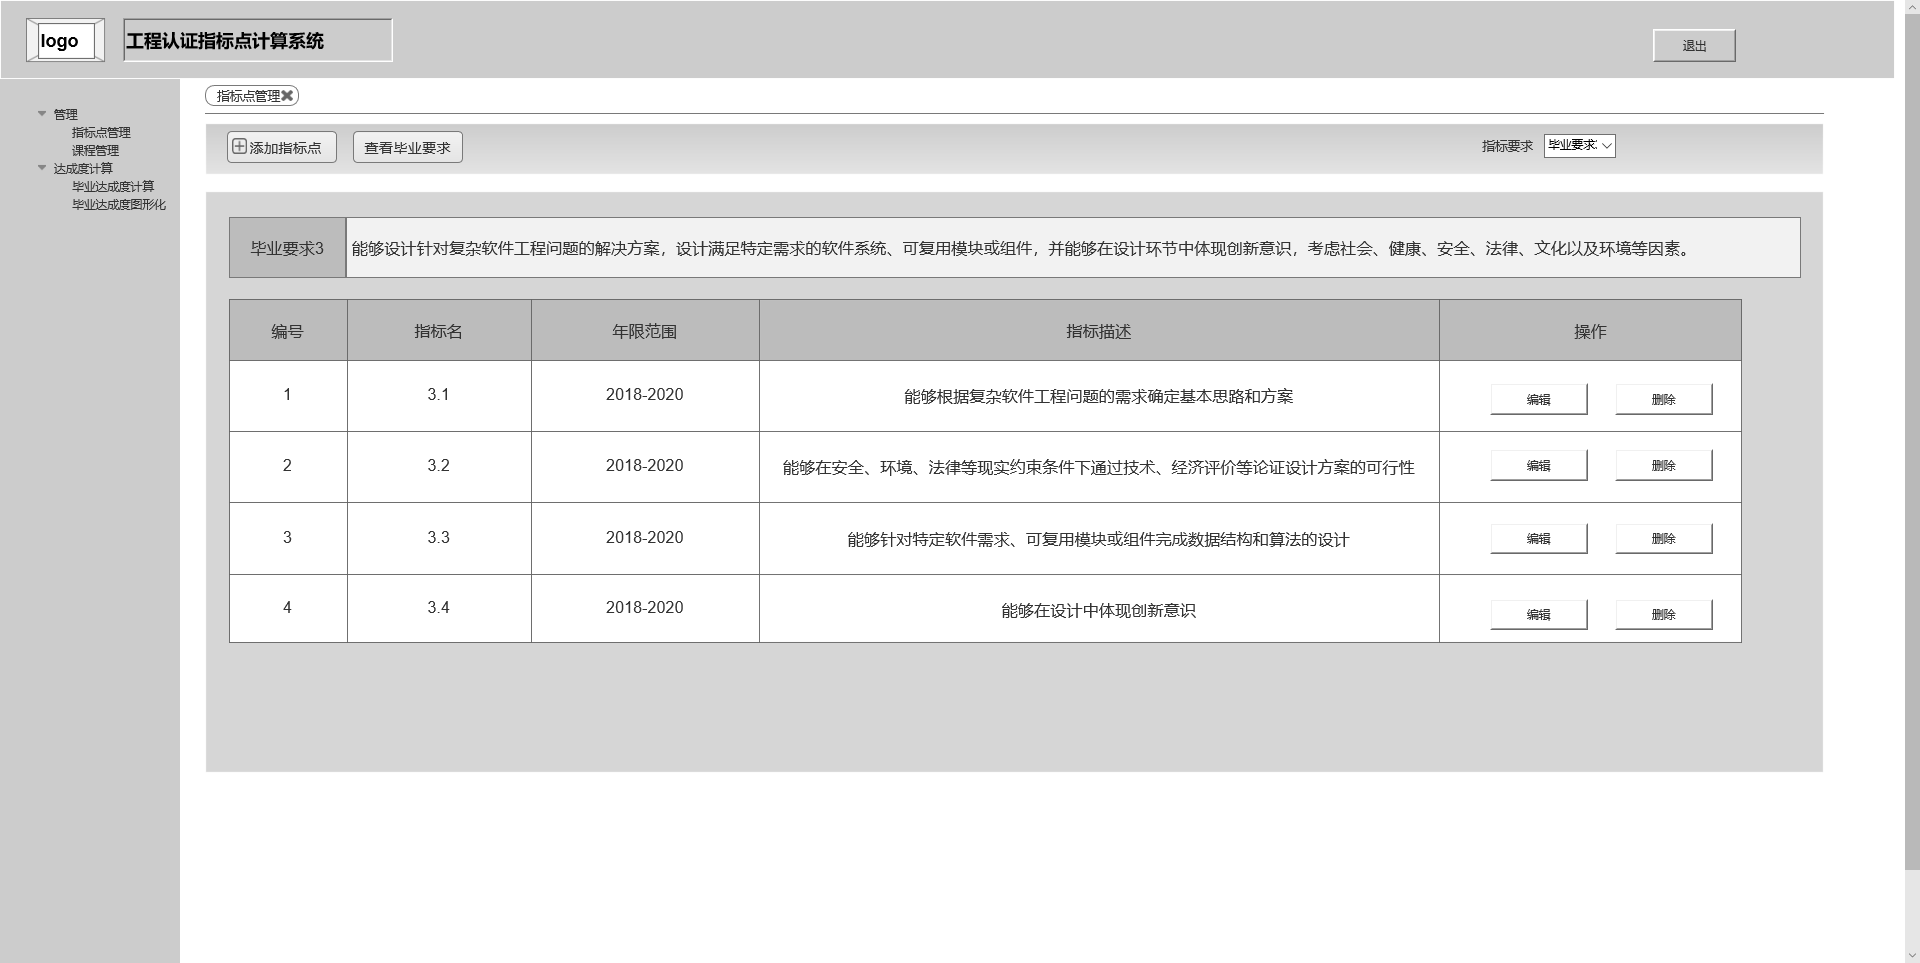 logo
工程认证指标点计算系统
退出
管理
指标点管理
课程管理
达成度计算
毕业达成度计算
毕业达成度图形化
指标点管理
添加指标点 查看毕业要求 指标要求 毕业要求
毕业要求3 能够设计针对复杂软件工程问题的解决方案，设计满足特定需求的软件系统、可复用模块或组件，并能够在设计环节中体现创新意识，考虑社会、健康、安全、法律、文化以及环境等因素。
编号 指标名 年限范围 指标描述 操作
1 3.1 2018-2020 能够根据复杂软件工程问题的需求确定基本思路和方案 编辑 删除
2 3.2 2018-2020 能够在安全、环境、法律等现实约束条件下通过技术、经济评价等论证设计方案的可行性 编辑 删除
3 3.3 2018-2020 能够针对特定软件需求、可复用模块或组件完成数据结构和算法的设计 编辑 删除
4 3.4 2018-2020 能够在设计中体现创新意识 编辑 删除